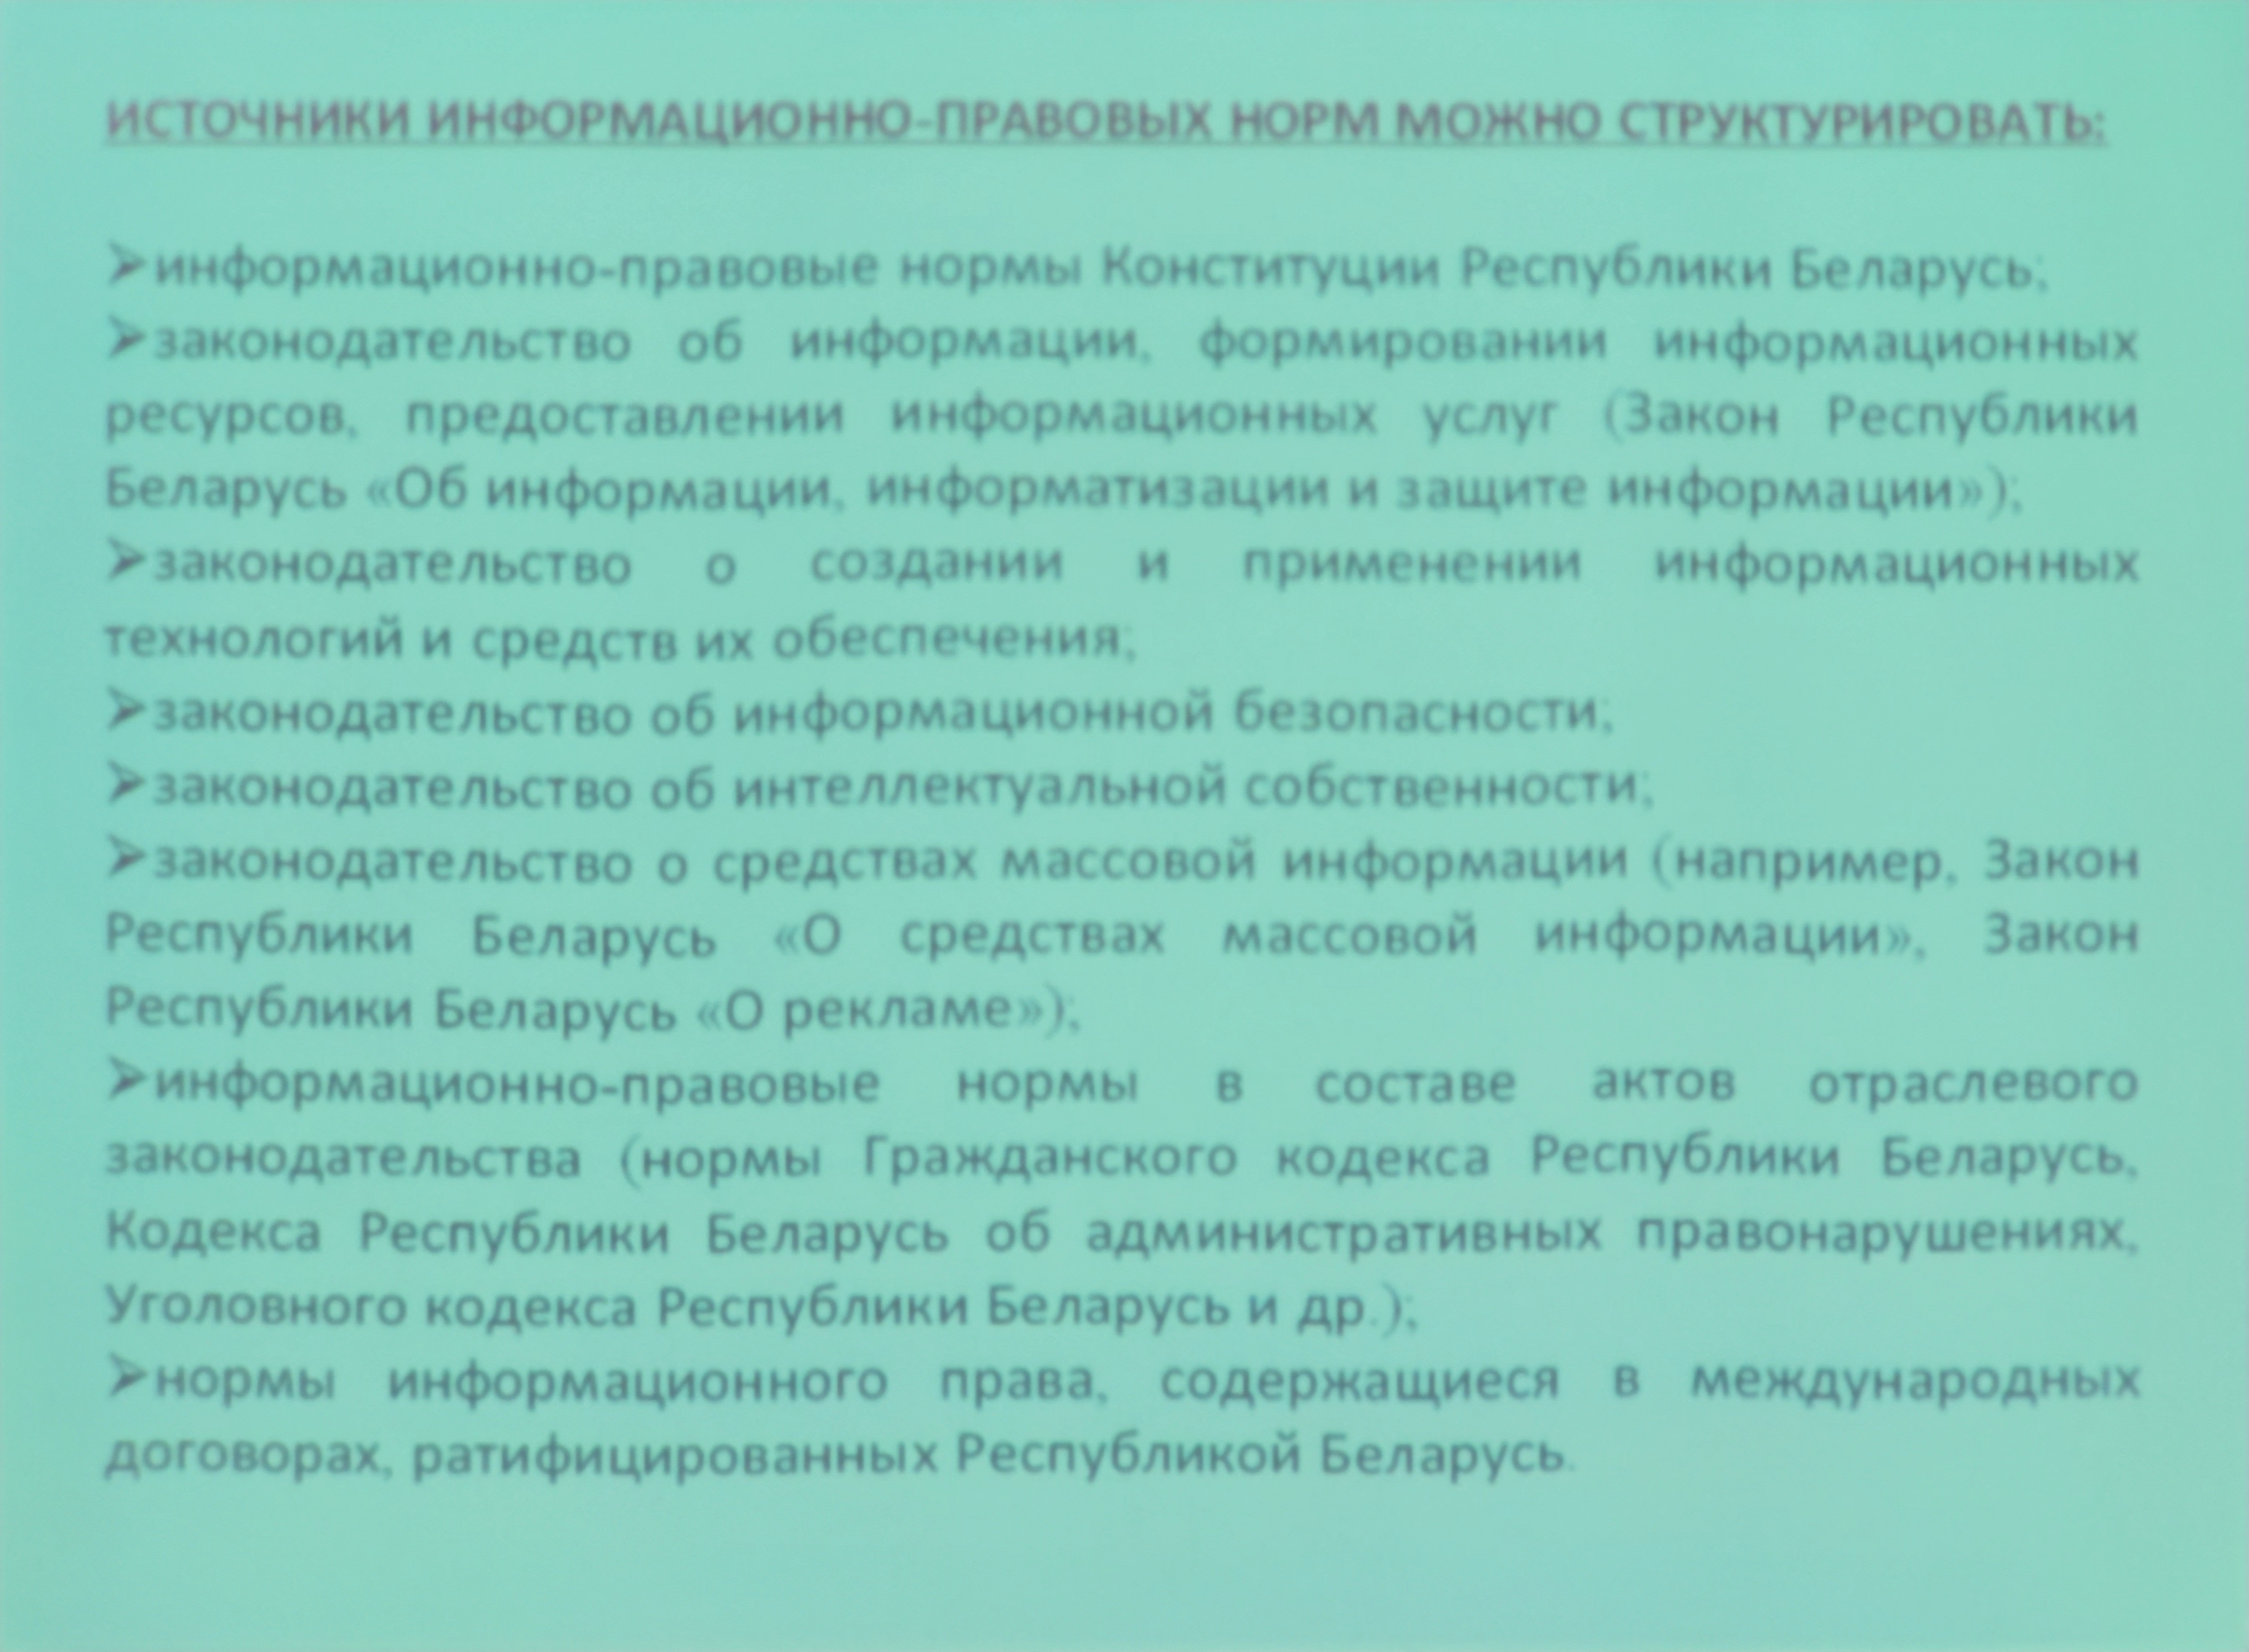 ИСТОЧНИКИ ИНФОРМАЦИОННО-ПРАВОВЫХ НОРМ МОЖНО СТРУКТУРИРОВАТЬ:
➢информационно-правовые нормы Конституции Республики Беларусь;
➢законодательство об информации, формировании информационных
ресурсов, предоставлении информационных услуг (Закон Республики
Беларусь «Об информации, информатизации и защите информации»);
➢законодательство о создании и применении информационных
технологий и средств их обеспечения;
➢законодательство об информационной безопасности;
➢законодательство об интеллектуальной собственности;
➢законодательство о средствах массовой информации (например, Закон
Республики Беларусь «О средствах массовой информации», Закон
Республики Беларусь «О рекламе»);
➢информационно-правовые нормы в составе актов отраслевого
законодательства (нормы Гражданского кодекса Республики Беларусь,
Кодекса Республики Беларусь об административных правонарушениях,
Уголовного кодекса Республики Беларусь и др.);
➢нормы информационного права, содержащиеся в международных
договорах, ратифицированных Республикой Беларусь.